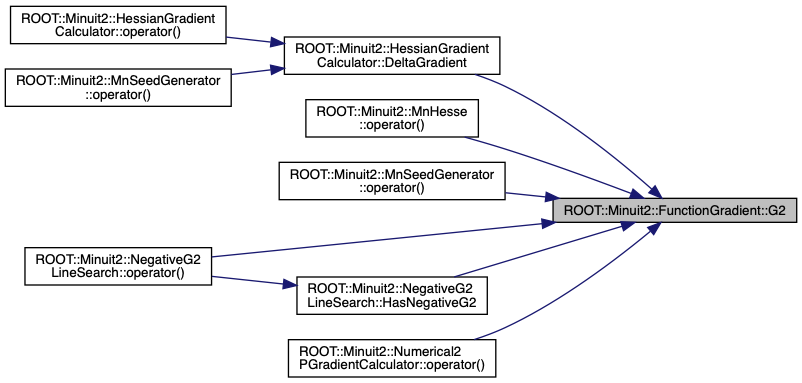 ROOT::Minuit2::HessianGradient
Calculator::operator()
ROOT::Minuit2::MnSeedGenerator
::operator()
ROOT::Minuit2::HessianGradient
Calculator::DeltaGradient
ROOT::Minuit2::MnHesse
::operator()
ROOT::Minuit2::MnSeedGenerator
::operator()
ROOT::Minuit2::FunctionGradient::G2
ROOT::Minuit2::NegativeG2
LineSearch::operator()
ROOT::Minuit2::NegativeG2
LineSearch::HasNegativeG2
ROOT::Minuit2::Numerical2
PGradientCalculator::operator()